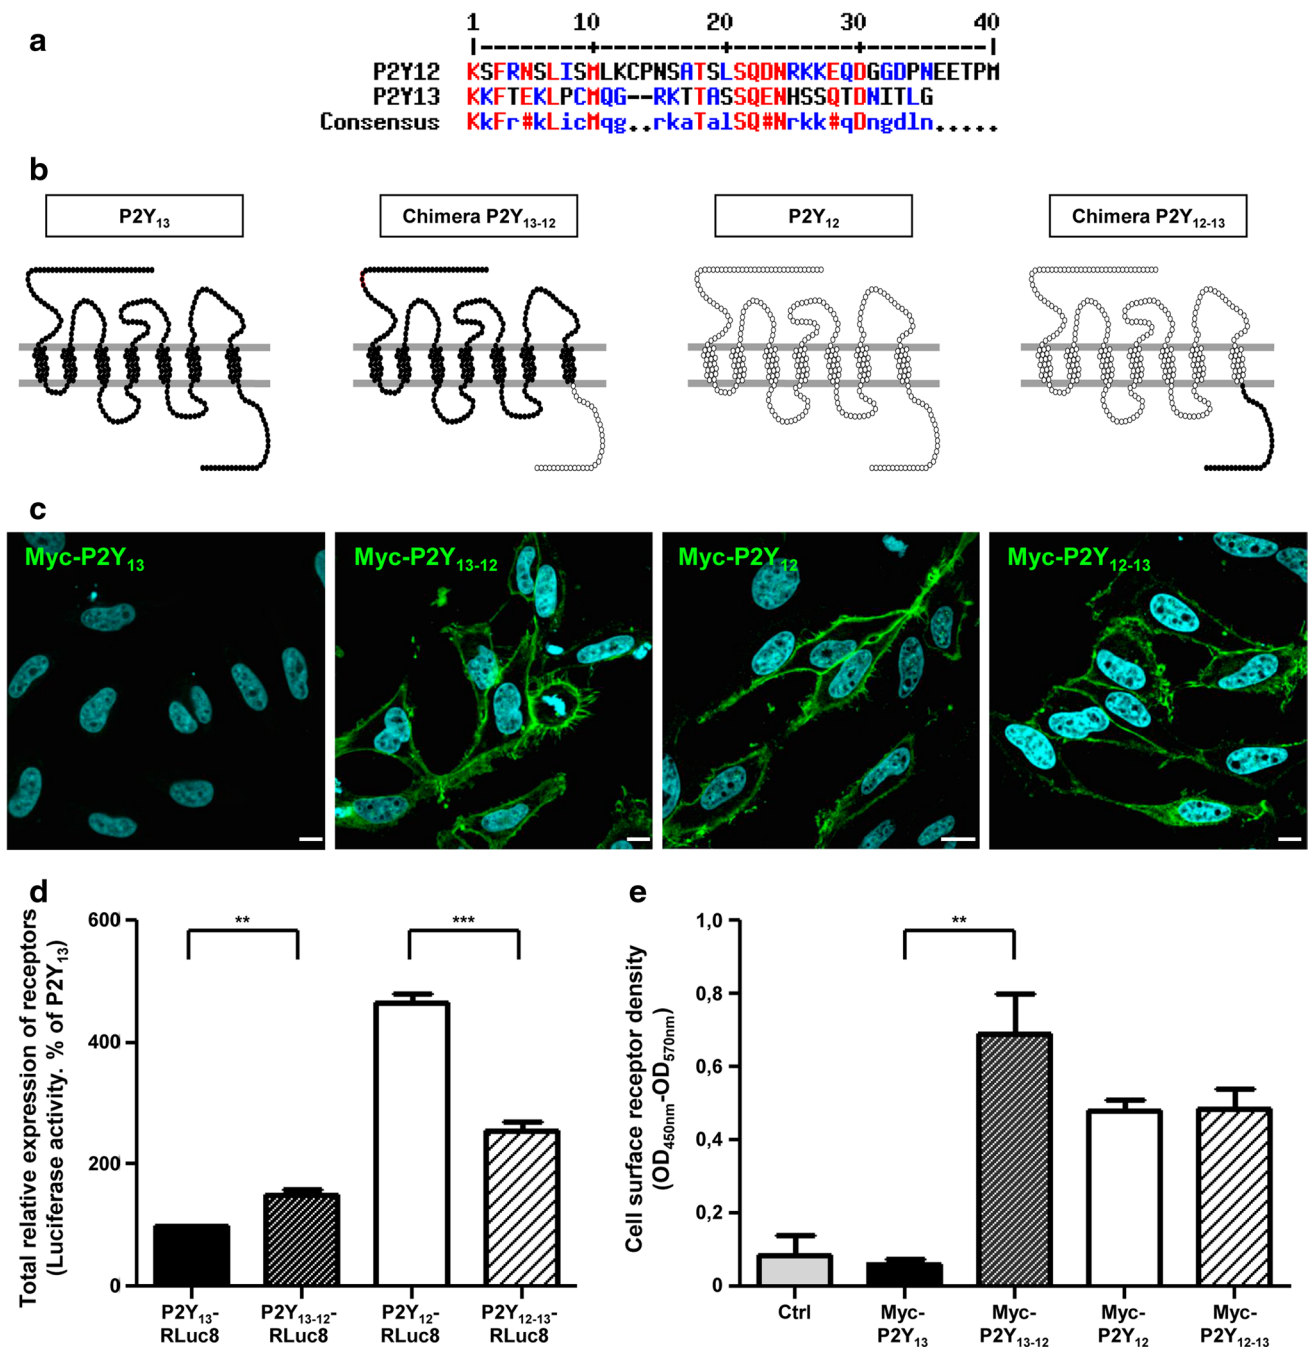 a
1 10 20 30 40
P2Y12 KSFRNSLISMLKCPNSATSLSQDNRKKEQDGGDPNEETPM
P2Y13 KKFTEKLPCMQG--RKTTASSQENHSSQTDNITLG
Consensus KkFr#kLicMqg..rkaTalSQ#Nrkk#qDngdln.....
b
P2Y13 Chimera P2Y13-12 P2Y12 Chimera P2Y12-13
c
Myc-P2Y13 Myc-P2Y13-12 Myc-P2Y12 Myc-P2Y12-13
d
Total relative expression of receptors
(Luciferase activity. % of P2Y13)
600
400
200
0
** ***
P2Y13- P2Y13-12- P2Y12- P2Y12-13-
RLuc8 RLuc8 RLuc8 RLuc8
e
Cell surface receptor density
(OD450nm-OD570nm)
1,0
0,8
0,6
0,4
0,2
0
**
Ctrl Myc- Myc- Myc- Myc-
P2Y13 P2Y13-12 P2Y12 P2Y12-13